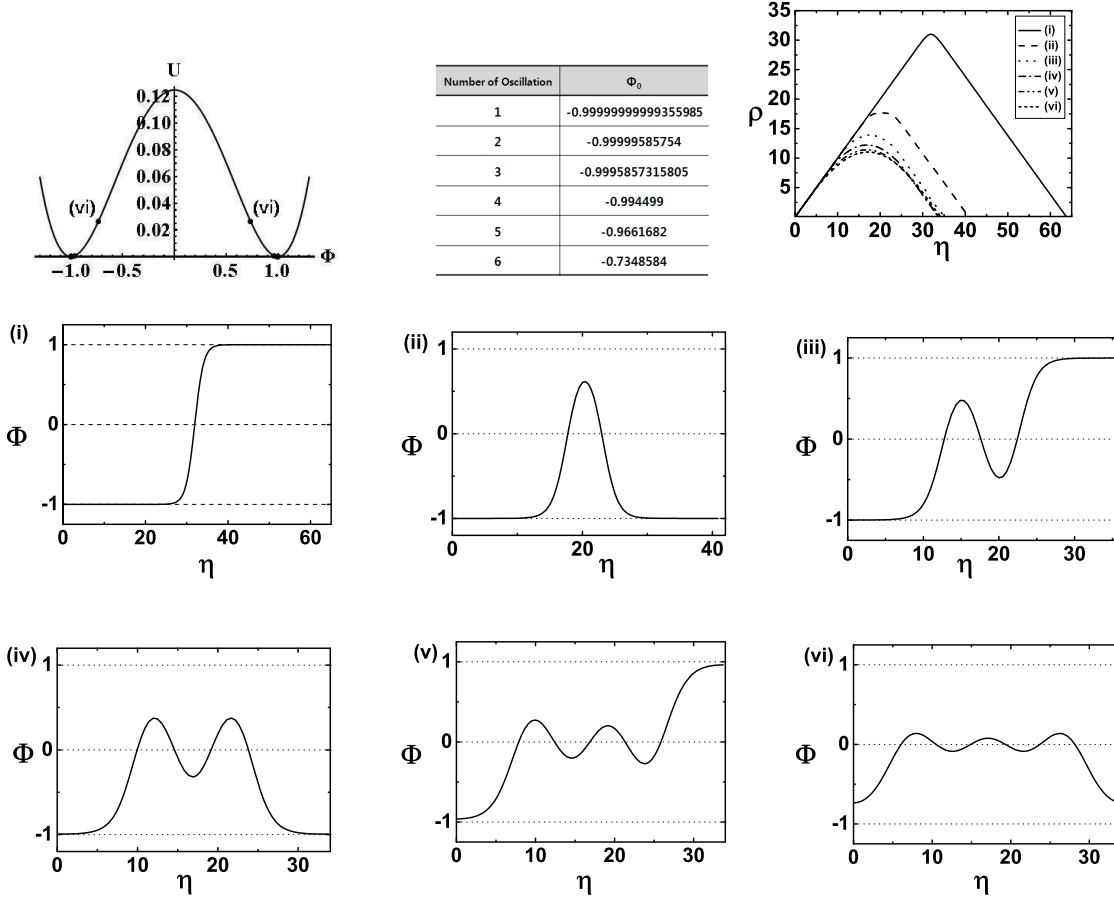 U
0.12
0.10
0.08
0.06
0.04
0.02
(vi)
(vi)
−1.0
−0.5
0.5
1.0
Φ
Number of Oscillation Φ0
1 -0.99999999999355985
2 -0.99999585754
3 -0.9995857315805
4 -0.994499
5 -0.9661682
6 -0.7348584
35
30
25
20
15
10
5
ρ
0 10 20 30 40 50 60
η
(i)
(ii)
(iii)
(iv)
(v)
(vi)
(i)
1
0
-1
Φ
0 20 40 60
η
(ii)
1
0
-1
Φ
0 20 40
η
(iii)
1
0
-1
Φ
0 10 20 30
η
(iv)
1
0
-1
Φ
0 10 20 30
η
(v)
1
0
-1
Φ
0 10 20 30
η
(vi)
1
0
-1
Φ
0 10 20 30
η